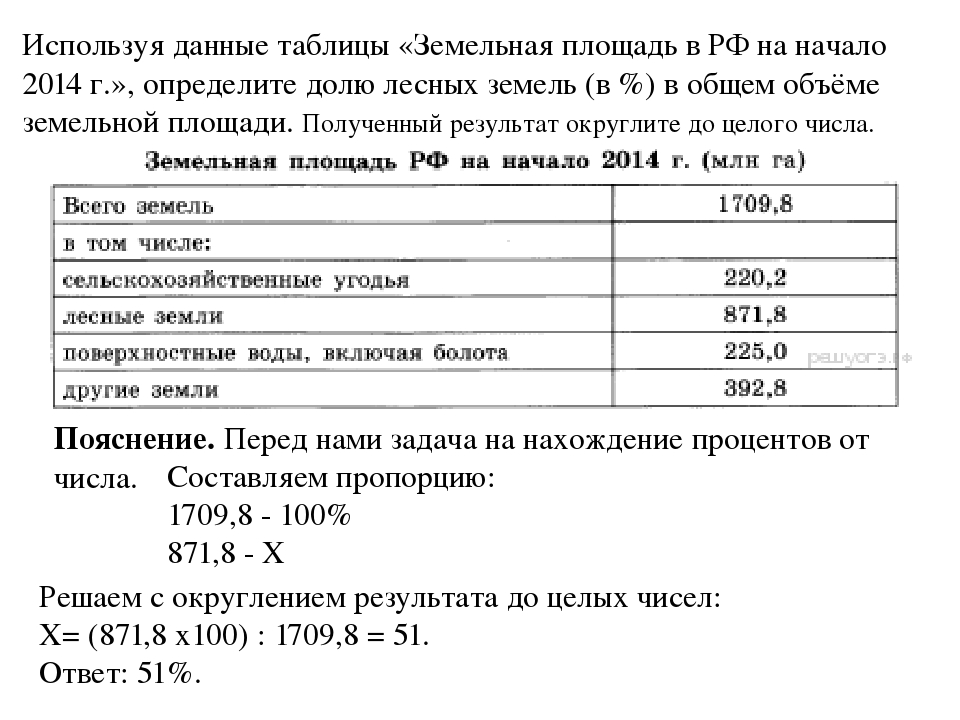 Используя данные таблицы «Земельная площадь в РФ на начало
2014 г.», определите долю лесных земель (в %) в общем объёме
земельной площади. Полученный результат округлите до целого числа.
Земельная площадь РФ на начало 2014 г. (млн га)
Всего земель 1709,8
в том числе:
сельскохозяйственные угодья 220,2
лесные земли 871,8
поверхностные воды, включая болота 225,0
решуогэ.рф
другие земли 392,8
Пояснение. Перед нами задача на нахождение процентов от
числа.
Составляем пропорцию:
1709,8 - 100%
871,8 - X
Решаем с округлением результата до целых чисел:
X= (871,8 x100) : 1709,8 = 51.
Ответ: 51%.